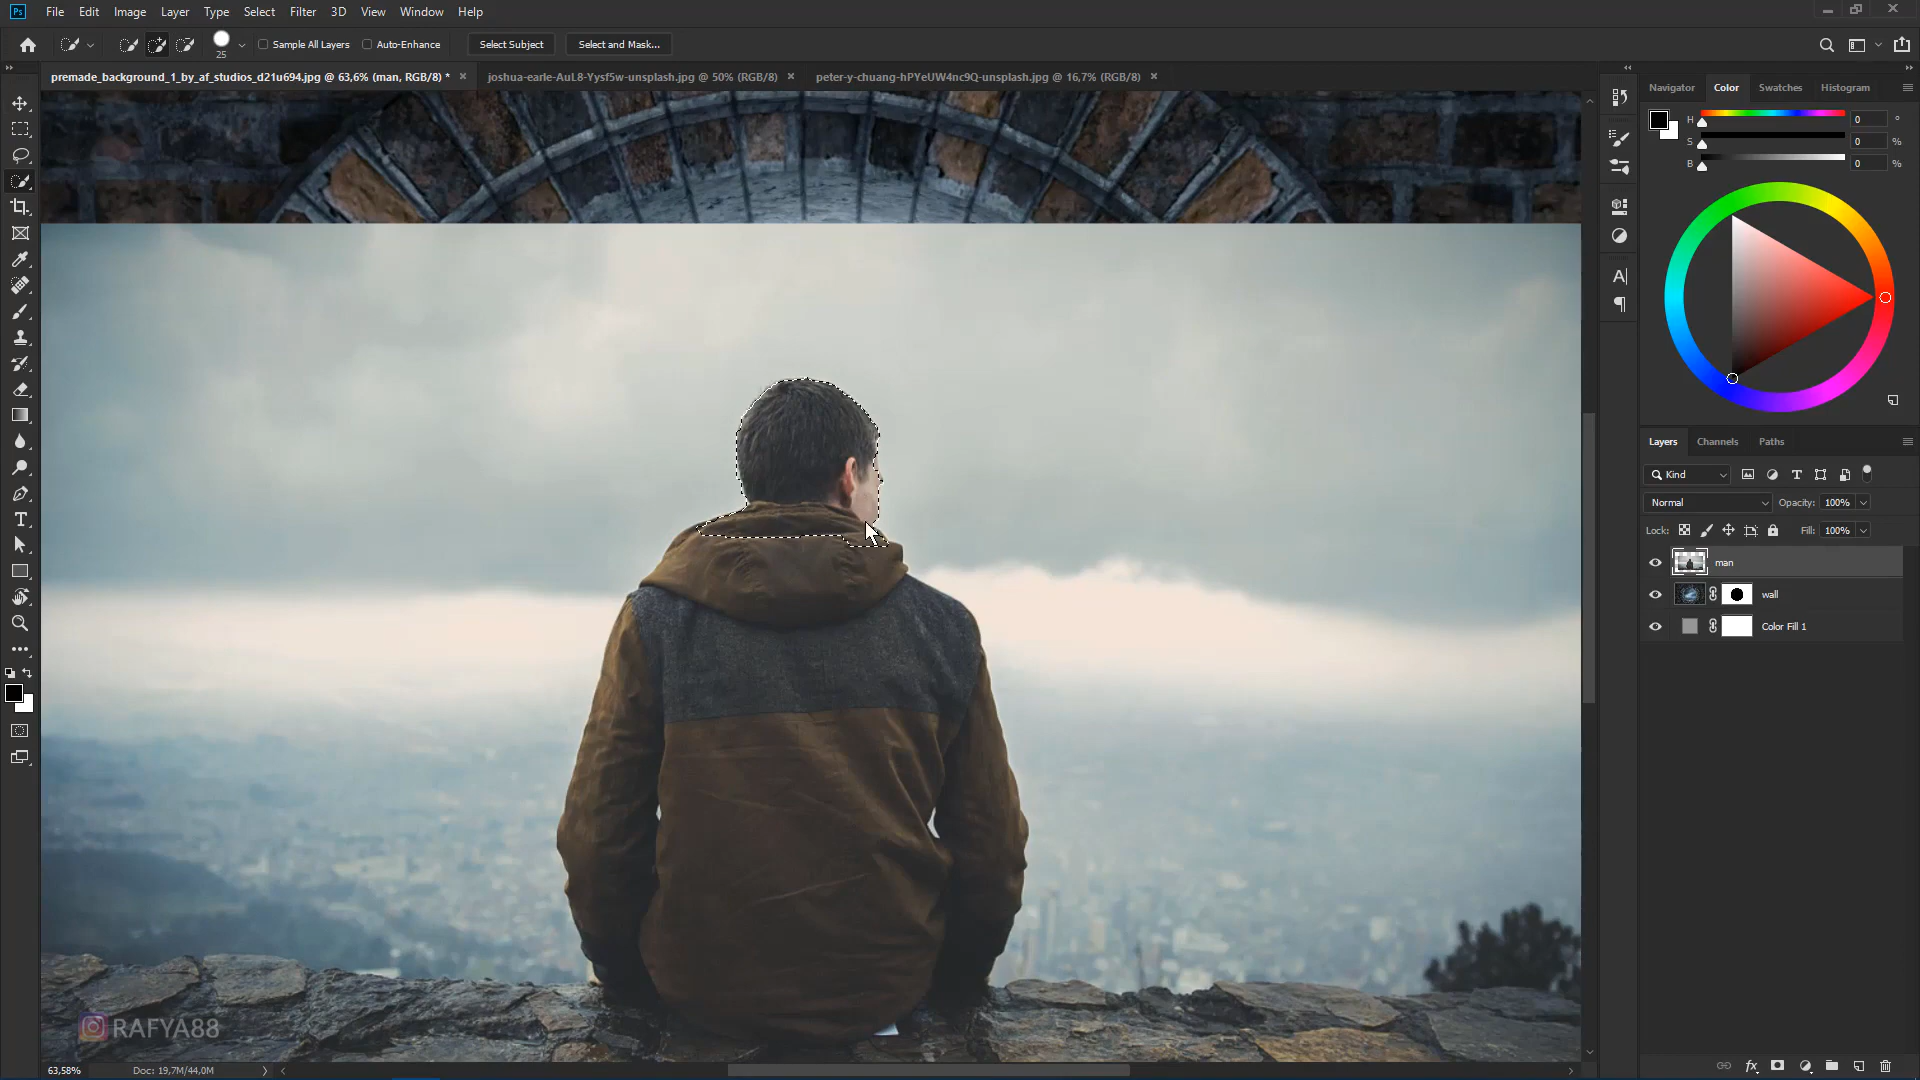 Ps File Edit Image Layer Type Select Filter 3D View Window Help
25 Sample All Layers Auto-Enhance Select Subject Select and Mask...
premade_background_1_by_af_studios_d21u694.jpg @ 63,6% (man, RGB/8) * × joshua-earle-AuL8-Yysf5w-unsplash.jpg @ 50% (RGB/8) × peter-y-chuang-hPYeUW4nc9Q-unsplash.jpg @ 16,7% (RGB/8) ×
Navigator Color Swatches Histogram
H 0 °
S 0 %
B 0 %
Layers Channels Paths
Kind
Normal Opacity: 100%
Lock: Fill: 100%
man
wall
Color Fill 1
RAFYA88
63,58% Doc: 19,7M/44,0M